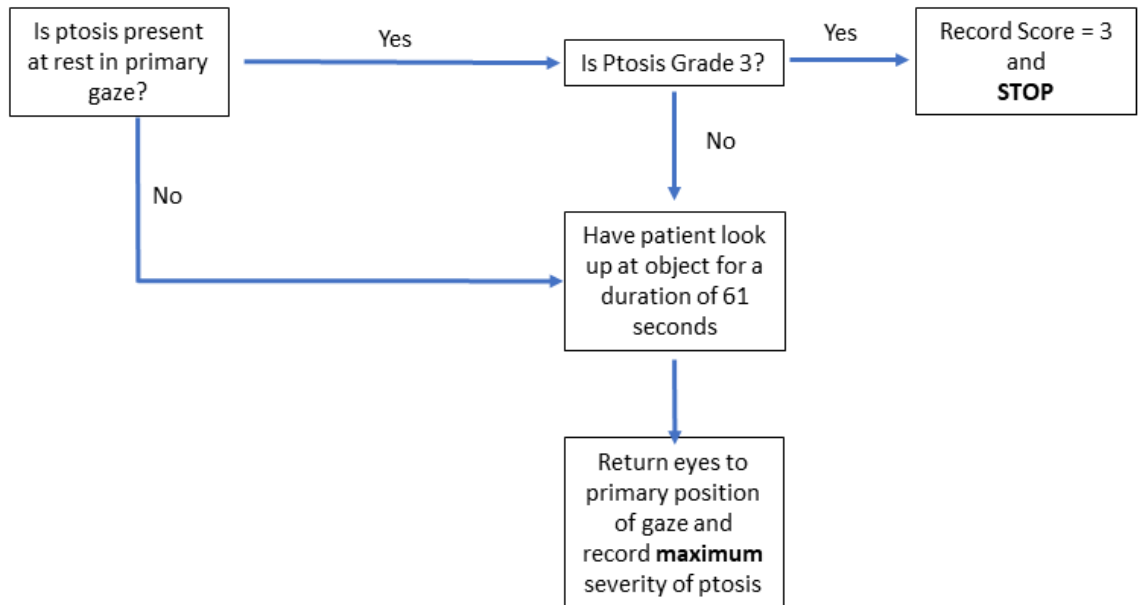 Is ptosis present
at rest in primary
gaze?
Yes
Is Ptosis Grade 3?
Yes
Record Score = 3
and
STOP
No
No
Have patient look
up at object for a
duration of 61
seconds
Return eyes to
primary position
of gaze and
record maximum
severity of ptosis